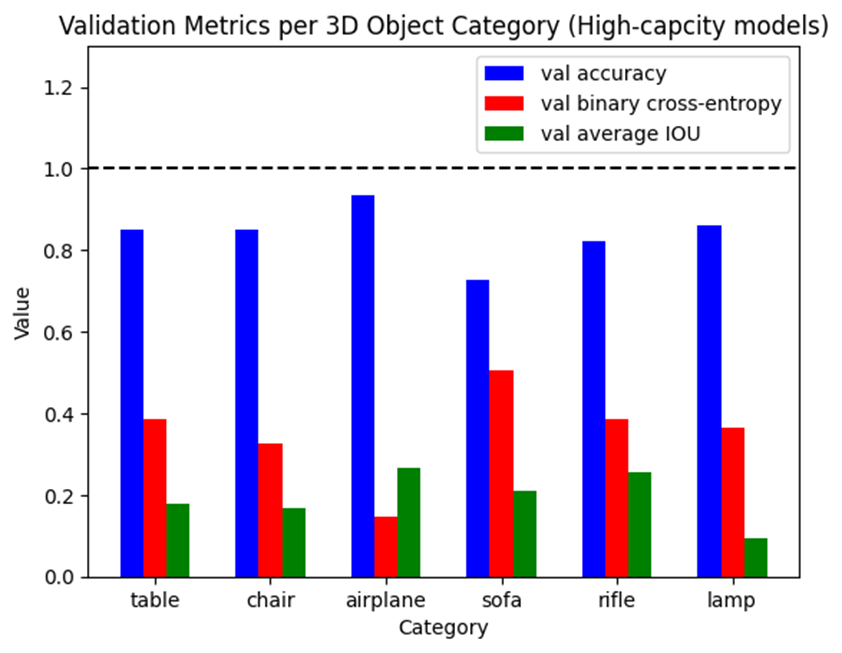 Validation Metrics per 3D Object Category (High-capcity models)
val accuracy
val binary cross-entropy
val average IOU
1.2
1.0
0.8
0.6
0.4
0.2
0.0
Value
table chair airplane sofa rifle lamp
Category